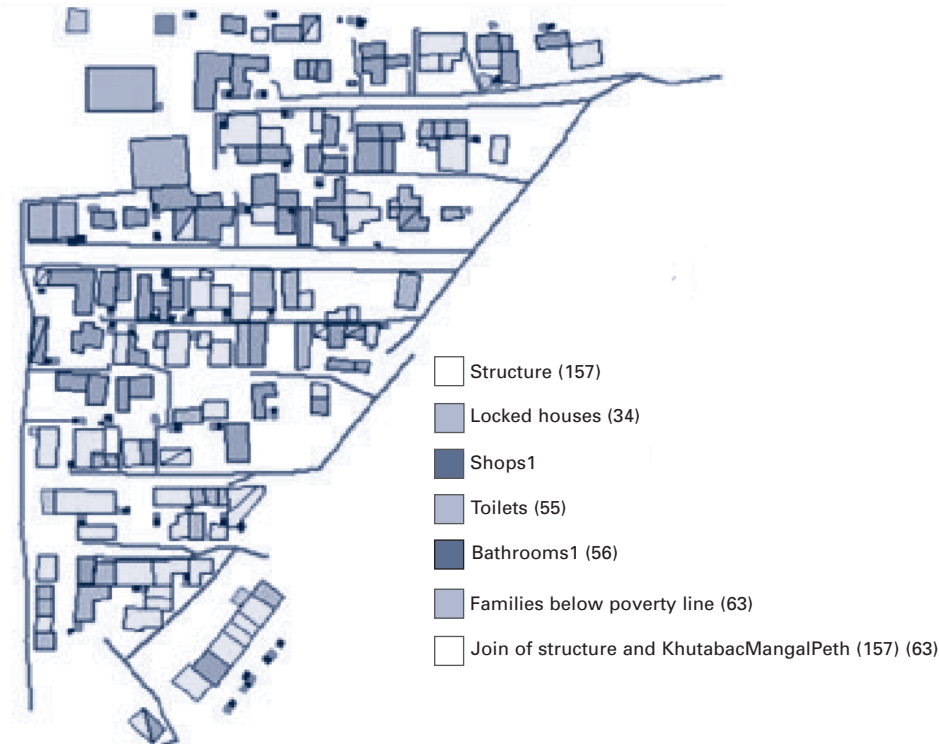 Structure (157)
Locked houses (34)
Shops1
Toilets (55)
Bathrooms1 (56)
Families below poverty line (63)
Join of structure and KhutabacMangalPeth (157) (63)